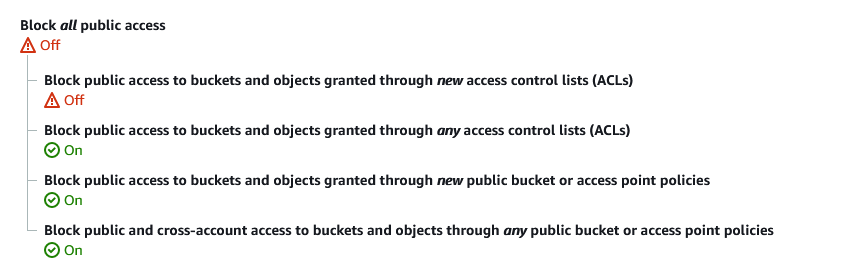 Block all public access
Off
Block public access to buckets and objects granted through new access control lists (ACLs)
Off
Block public access to buckets and objects granted through any access control lists (ACLs)
On
Block public access to buckets and objects granted through new public bucket or access point policies
On
Block public and cross-account access to buckets and objects through any public bucket or access point policies
On